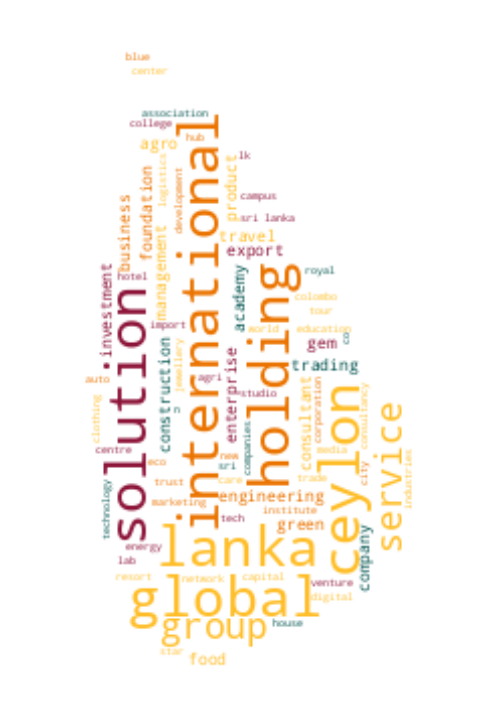 blue
center
association
college
hub
agro
international
lk
logistics
development
product
foundation
business
campus
sri lanka
travel
management
export
investment
hotel
academy
royal
holding
solution
colombo
tour
import
world
education
co
gem
construction
jewellery
enterprise
trading
auto
agri
consultant
corporation
ceylon
consultancy
studio
clothing
service
companies
centre
new
media
eco
sri
city
industries
technology
trust
care
trade
engineering
marketing
institute
tech
green
lanka
company
energy
lab
resort
network
capital
venture
global
digital
group
house
star
food